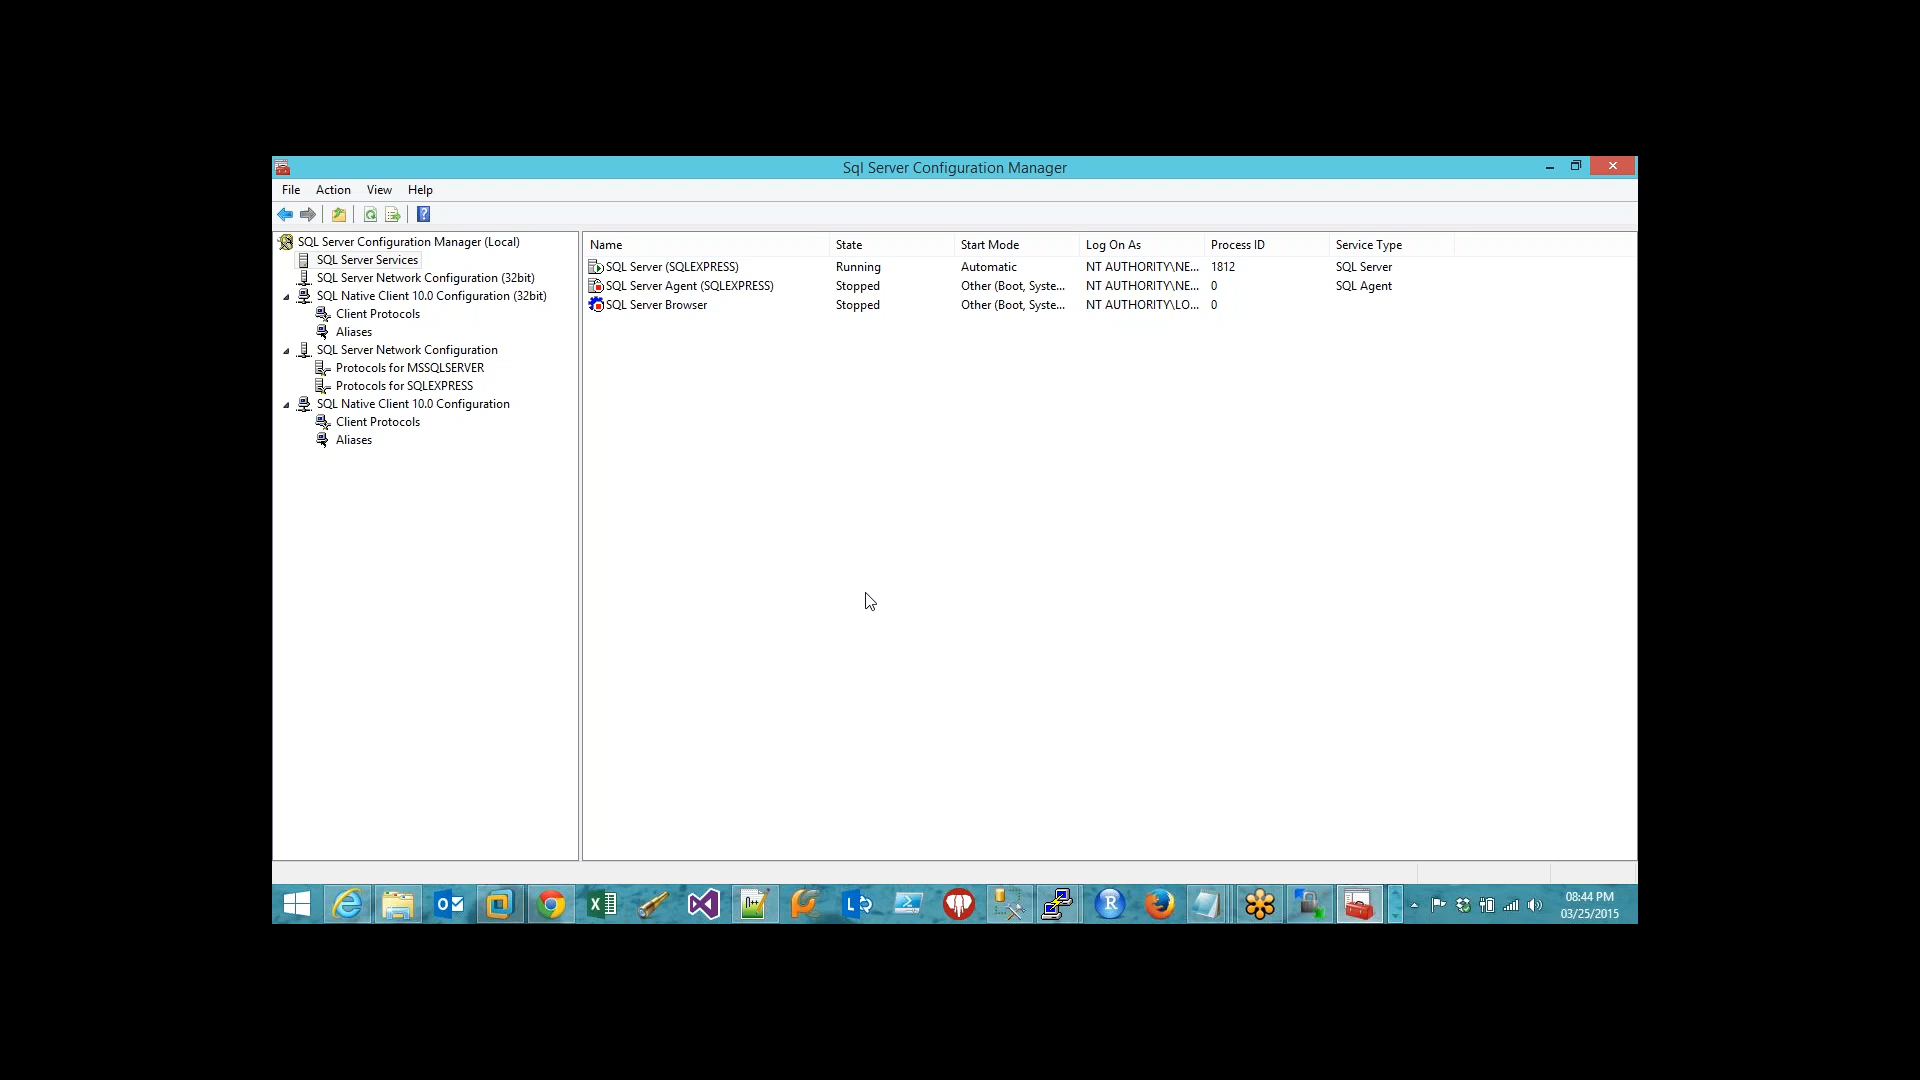 Sql Server Configuration Manager
File Action View Help
SQL Server Configuration Manager (Local)
SQL Server Services
SQL Server Network Configuration (32bit)
SQL Native Client 10.0 Configuration (32bit)
Client Protocols
Aliases
SQL Server Network Configuration
Protocols for MSSQLSERVER
Protocols for SQLEXPRESS
SQL Native Client 10.0 Configuration
Client Protocols
Aliases
Name State Start Mode Log On As Process ID Service Type
SQL Server (SQLEXPRESS) Running Automatic NT AUTHORITY\NE... 1812 SQL Server
SQL Server Agent (SQLEXPRESS) Stopped Other (Boot, Syste... NT AUTHORITY\NE... 0 SQL Agent
SQL Server Browser Stopped Other (Boot, Syste... NT AUTHORITY\LO... 0
08:44 PM
03/25/2015